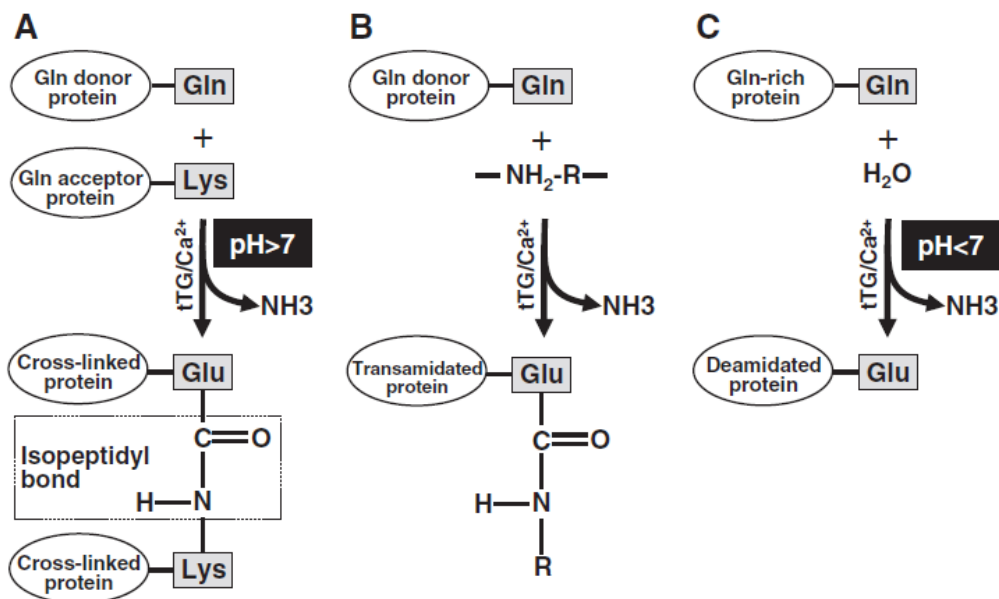 A
Gln donor
protein
Gln
+
Gln acceptor
protein
Lys
tTG/Ca²⁺
pH>7
NH3
Cross-linked
protein
Glu
Isopeptidyl
bond
C
O
H
N
Cross-linked
protein
Lys
B
Gln donor
protein
Gln
+
NH₂-R
tTG/Ca²⁺
NH3
Transamidated
protein
Glu
C
O
H
N
R
C
Gln-rich
protein
Gln
+
H₂O
tTG/Ca²⁺
pH<7
NH3
Deamidated
protein
Glu